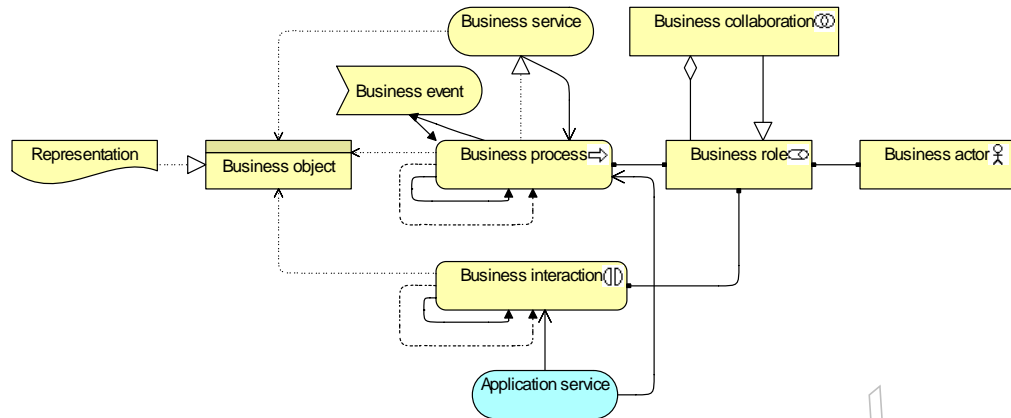 Business service
Business collaboration
Business event
Representation
Business object
Business process
Business role
Business actor
Business interaction
Application service